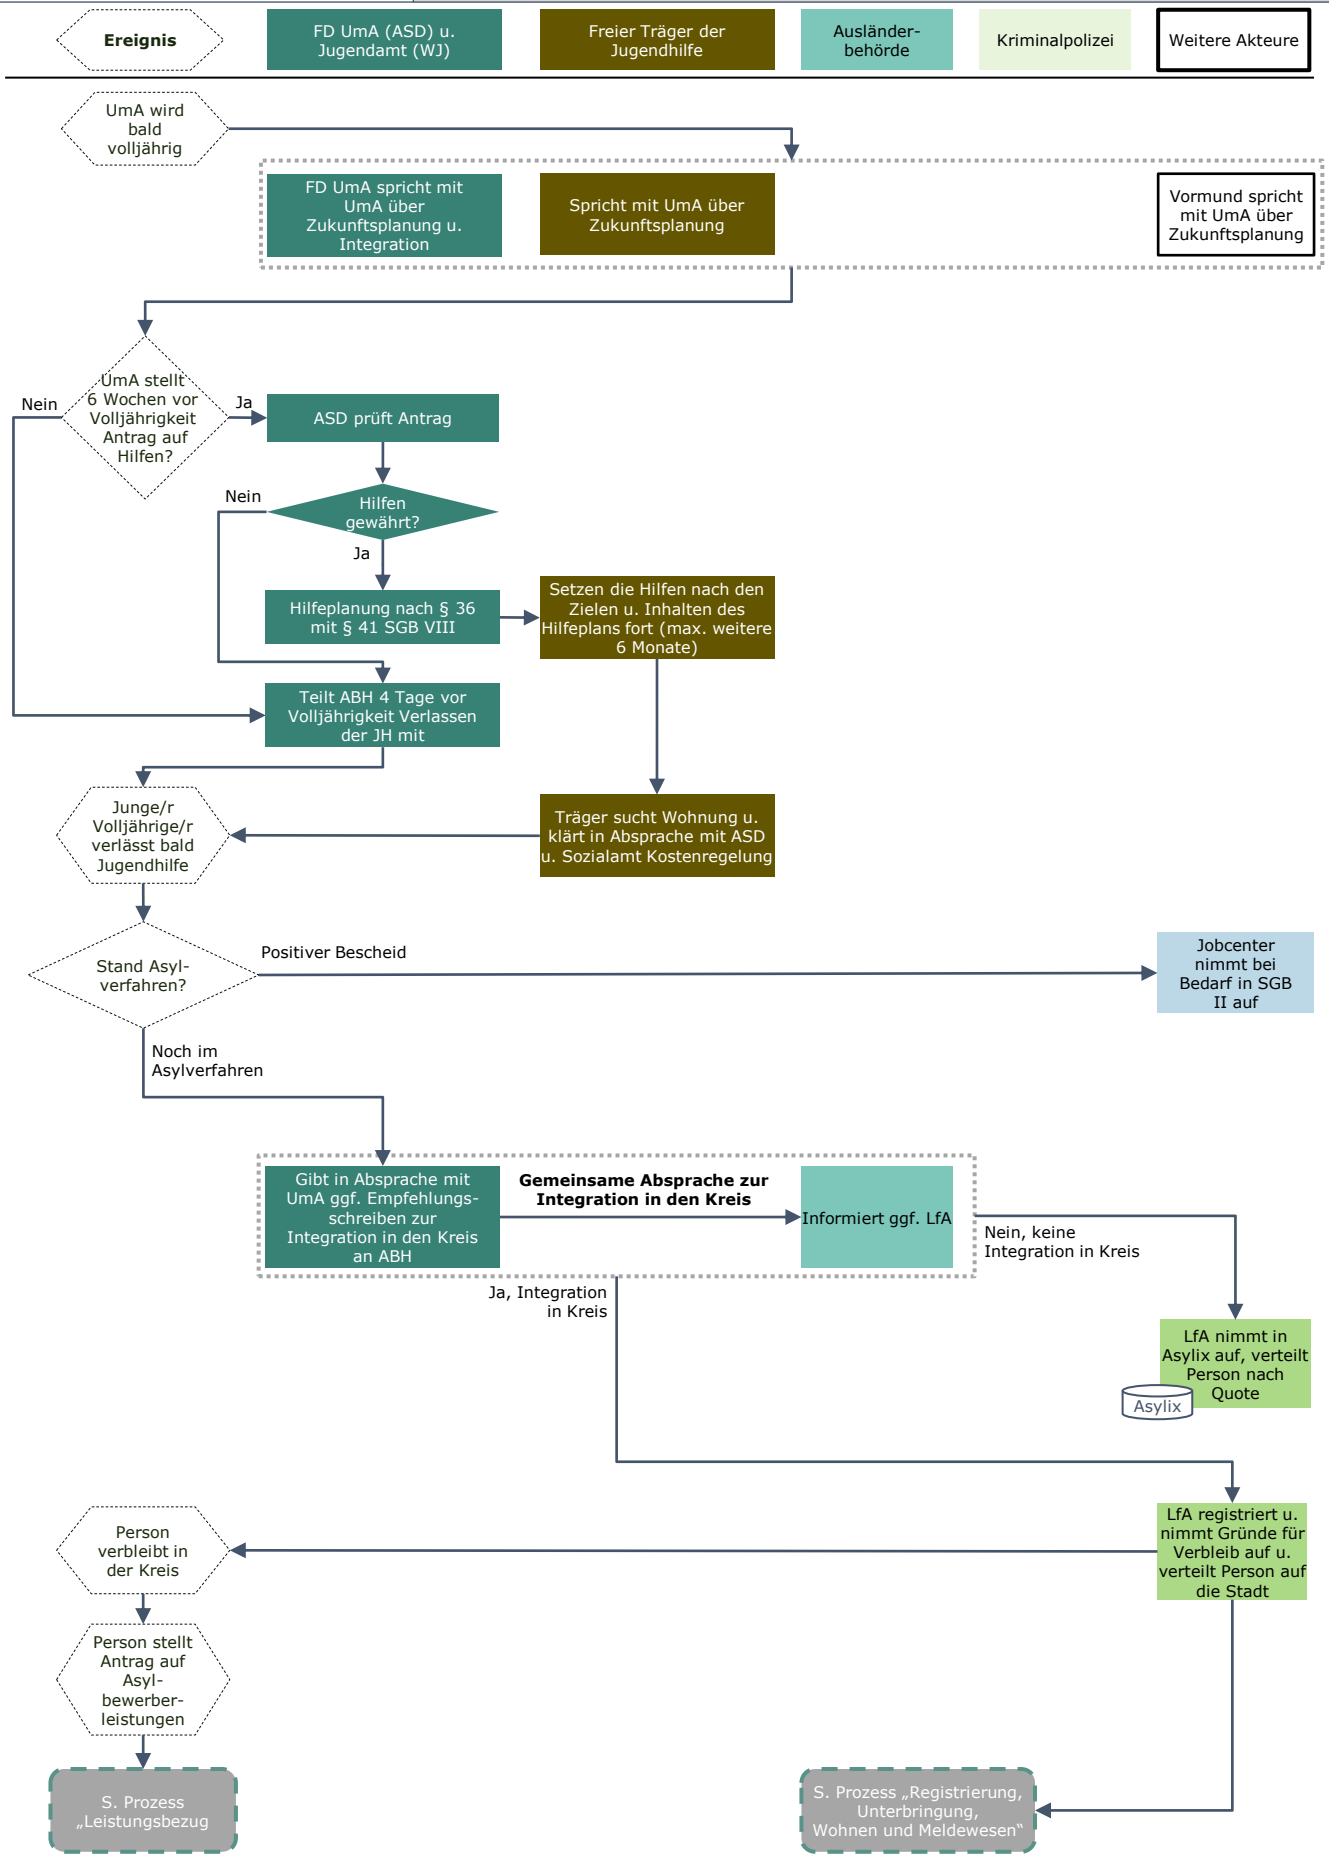 Ereignis
FD UmA (ASD) u.
Jugendamt (WJ)
Freier Träger der
Jugendhilfe
Ausländer-
behörde
Kriminalpolizei
Weitere Akteure
UmA wird
bald
volljährig
FD UmA spricht mit
UmA über
Zukunftsplanung u.
Integration
Spricht mit UmA über
Zukunftsplanung
Vormund spricht
mit UmA über
Zukunftsplanung
UmA stellt
6 Wochen vor
Volljährigkeit
Antrag auf
Hilfen?
Nein
Ja
ASD prüft Antrag
Nein
Hilfen
gewährt?
Ja
Hilfeplanung nach § 36
mit § 41 SGB VIII
Setzen die Hilfen nach den
Zielen u. Inhalten des
Hilfeplans fort (max. weitere
6 Monate)
Teilt ABH 4 Tage vor
Volljährigkeit Verlassen
der JH mit
Junge/r
Volljährige/r
verlässt bald
Jugendhilfe
Träger sucht Wohnung u.
klärt in Absprache mit ASD
u. Sozialamt Kostenregelung
Stand Asyl-
verfahren?
Positiver Bescheid
Jobcenter
nimmt bei
Bedarf in SGB
II auf
Noch im
Asylverfahren
Gibt in Absprache mit
UmA ggf. Empfehlungs-
schreiben zur
Integration in den Kreis
an ABH
Gemeinsame Absprache zur
Integration in den Kreis
Informiert ggf. LfA
Nein, keine
Integration in Kreis
Ja, Integration
in Kreis
LfA nimmt in
Asylix auf, verteilt
Person nach
Quote
Asylix
LfA registriert u.
nimmt Gründe für
Verbleib auf u.
verteilt Person auf
die Stadt
Person
verbleibt in
der Kreis
Person stellt
Antrag auf
Asyl-
bewerber-
leistungen
S. Prozess
„Leistungsbezug
S. Prozess „Registrierung,
Unterbringung,
Wohnen und Meldewesen“